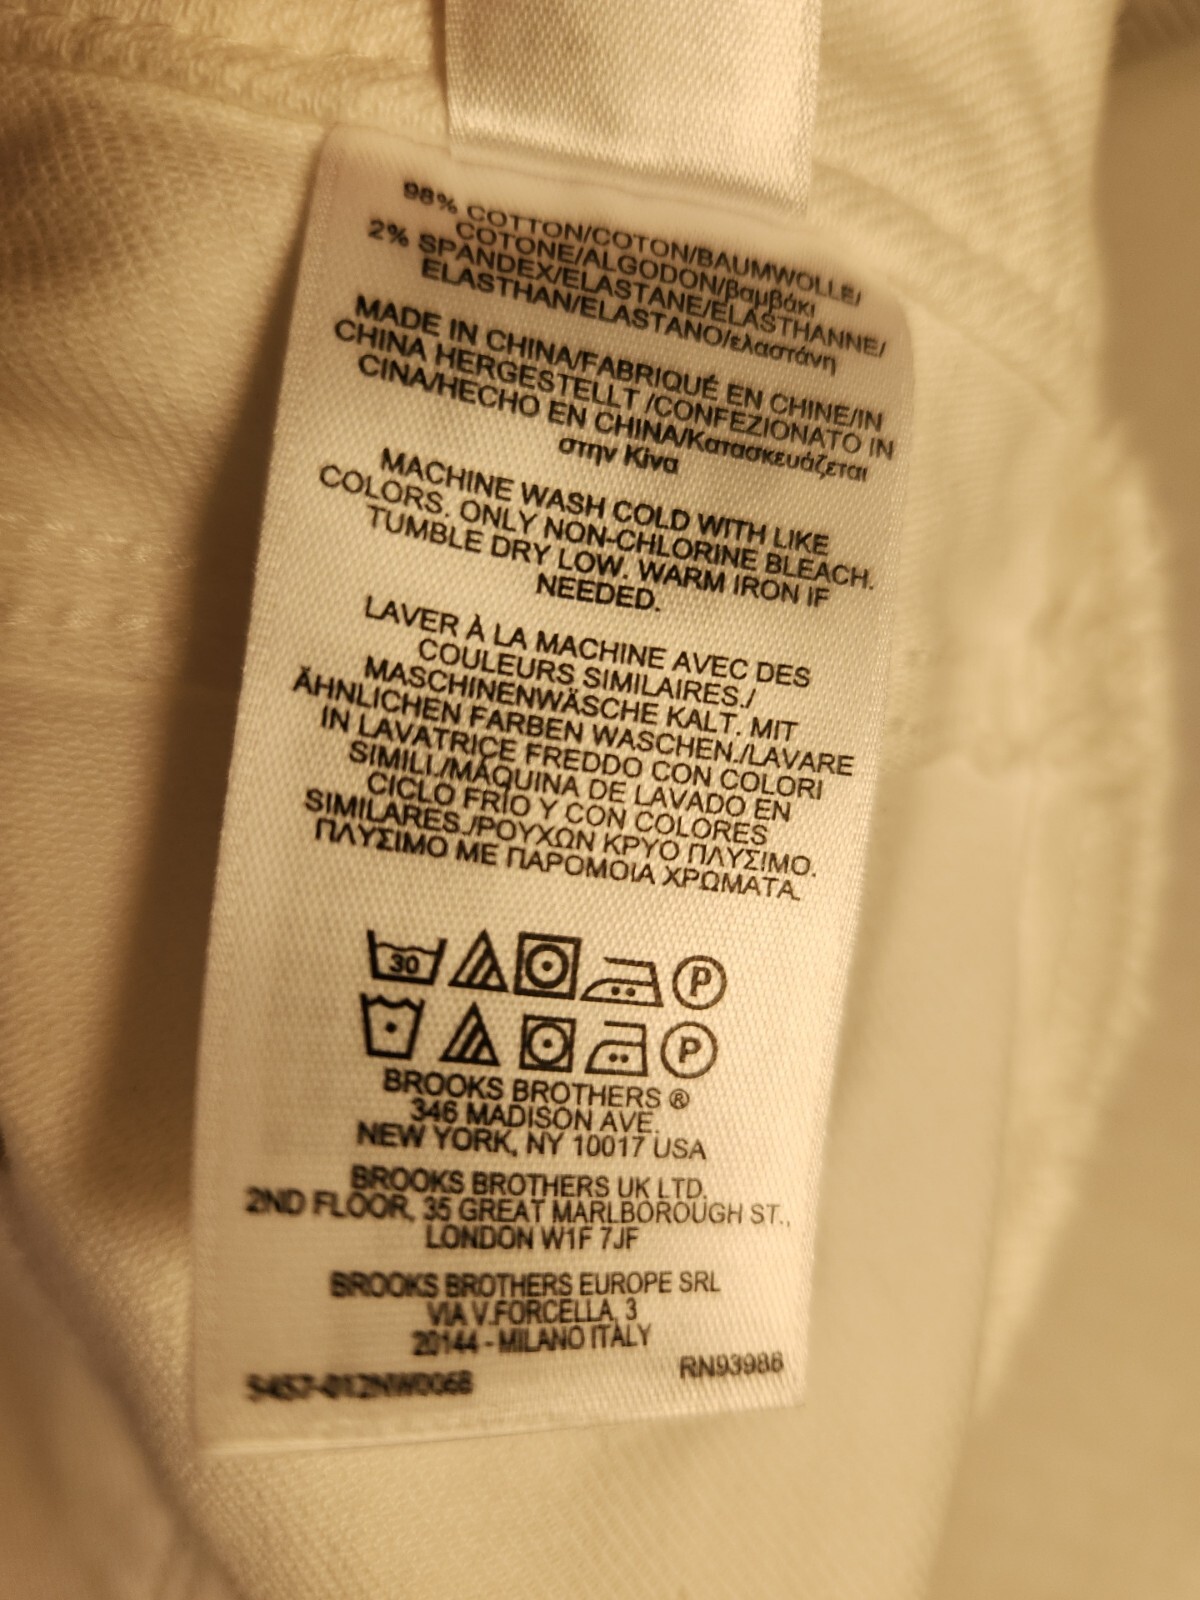 98% COTTON/COTON/BAUMWOLLE/
COTONE/ALGODON/βαμβάκι
2% SPANDEX/ELASTANE/ELASTHANNE/
ELASTHAN/ELASTANO/ελαστάνη
MADE IN CHINA/FABRIQUÉ EN CHINE/IN
CHINA HERGESTELLT /CONFEZIONATO IN
CINA/HECHO EN CHINA/Κατασκευάζεται
στην Κίνα
MACHINE WASH COLD WITH LIKE
COLORS. ONLY NON-CHLORINE BLEACH.
TUMBLE DRY LOW. WARM IRON IF
NEEDED.
LAVER À LA MACHINE AVEC DES
COULEURS SIMILAIRES./
MASCHINENWÄSCHE KALT. MIT
ÄHNLICHEN FARBEN WASCHEN./LAVARE
IN LAVATRICE FREDDO CON COLORI
SIMILI./MÁQUINA DE LAVADO EN
CICLO FRÍO Y CON COLORES
SIMILARES./ΡΟΥΧΩΝ ΚΡΥΟ ΠΛΥΣΙΜΟ.
ΠΛΥΣΙΜΟ ΜΕ ΠΑΡΟΜΟΙΑ ΧΡΩΜΑΤΑ.
30 P
P
BROOKS BROTHERS ®
346 MADISON AVE.
NEW YORK, NY 10017 USA
BROOKS BROTHERS UK LTD.
2ND FLOOR, 35 GREAT MARLBOROUGH ST.,
LONDON W1F 7JF
BROOKS BROTHERS EUROPE SRL
VIA V.FORCELLA, 3
20144 - MILANO ITALY
RN93988